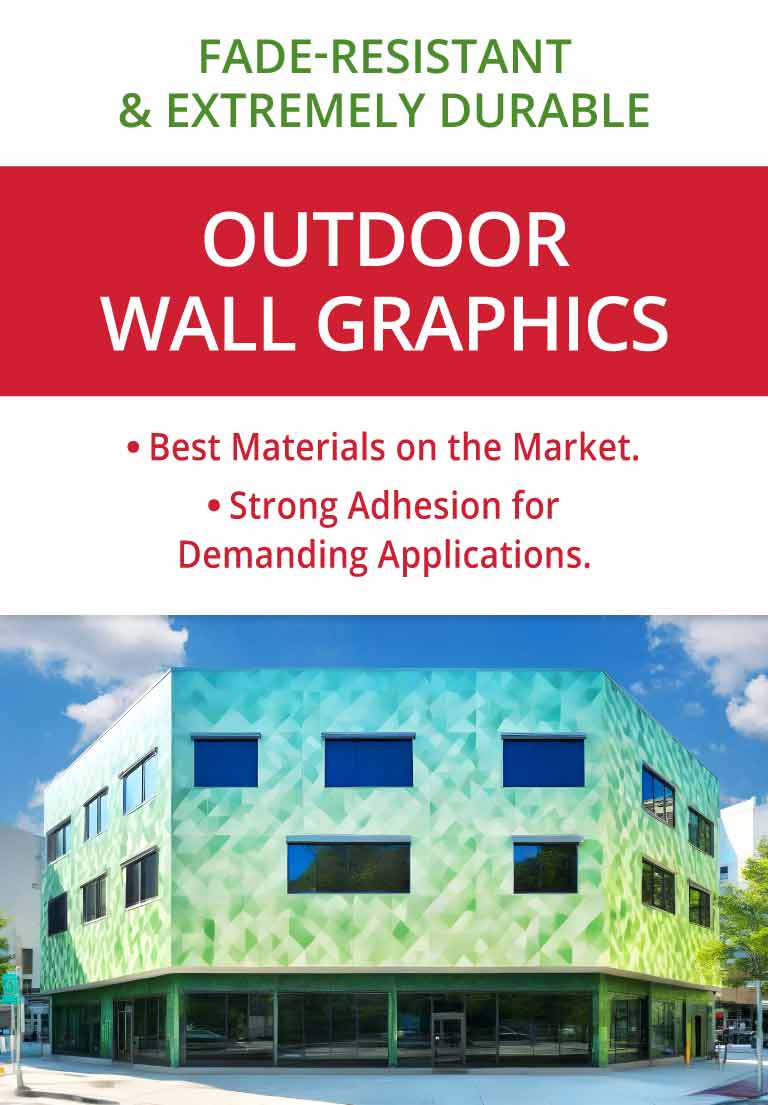 FADE-RESISTANT
& EXTREMELY DURABLE
OUTDOOR
WALL GRAPHICS
• Best Materials on the Market.
• Strong Adhesion for
Demanding Applications.